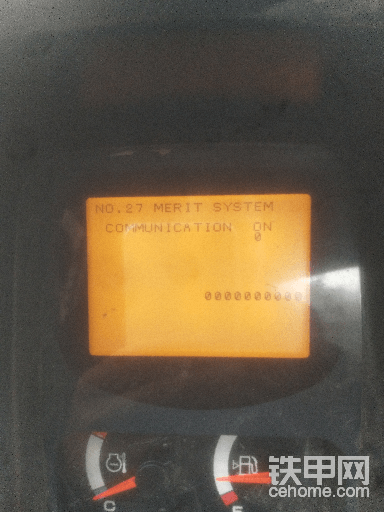 NO.27 MERIT SYSTEM
COMMUNICATION ON
0
0000000000
C
E
铁甲网
cehome.com